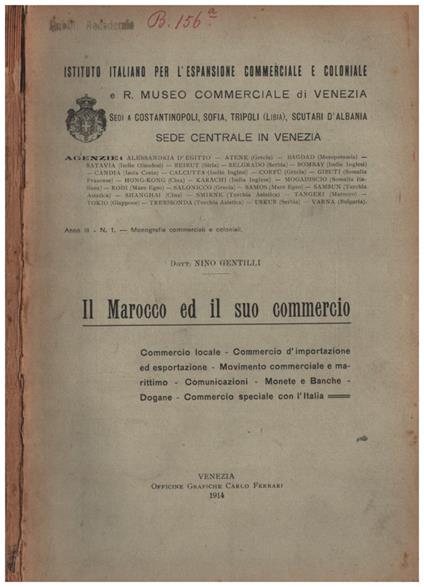 B. 156 a
ISTITUTO ITALIANO PER L'ESPANSIONE COMMERCIALE E COLONIALE
e R. MUSEO COMMERCIALE di VENEZIA
SEDI A COSTANTINOPOLI, SOFIA, TRIPOLI (LIBIA), SCUTARI D'ALBANIA
SEDE CENTRALE IN VENEZIA
AGENZIE: ALESSANDRIA D'EGITTO — ATENE (Grecia) — BAGDAD (Mesopotamia) —
BATAVIA (Indie Olandesi) — BEIRUT (Siria) — BELGRADO (Serbia) — BOMBAY (Indie Inglesi)
— CANDIA (Isola Creta) — CALCUTTA (Indie Inglesi) — CORFÙ (Grecia) — GIBUTI (Somalia
Francese) — HONG-KONG (Cina) — KARACHI (India Inglese) — MOGADISCIO (Somalia Ita-
liana) — RODI (Mare Egeo) — SALONICCO (Grecia) — SAMOS (Mare Egeo) — SAMSUN (Turchia
Asiatica) — SHANGHAI (Cina) — SMIRNE (Turchia Asiatica) — TANGERI (Marocco) —
TOKIO (Giappone) — TREBISONDA (Turchia Asiatica) — USKUB (Serbia) — VARNA (Bulgaria).
Anno III - N. 1. — Monografie commerciali e coloniali.
DOTT. NINO GENTILLI
Il Marocco ed il suo commercio
Commercio locale - Commercio d'importazione
ed esportazione - Movimento commerciale e ma-
rittimo - Comunicazioni - Monete e Banche -
Dogane - Commercio speciale con l'Italia
VENEZIA
OFFICINE GRAFICHE CARLO FERRARI
1914